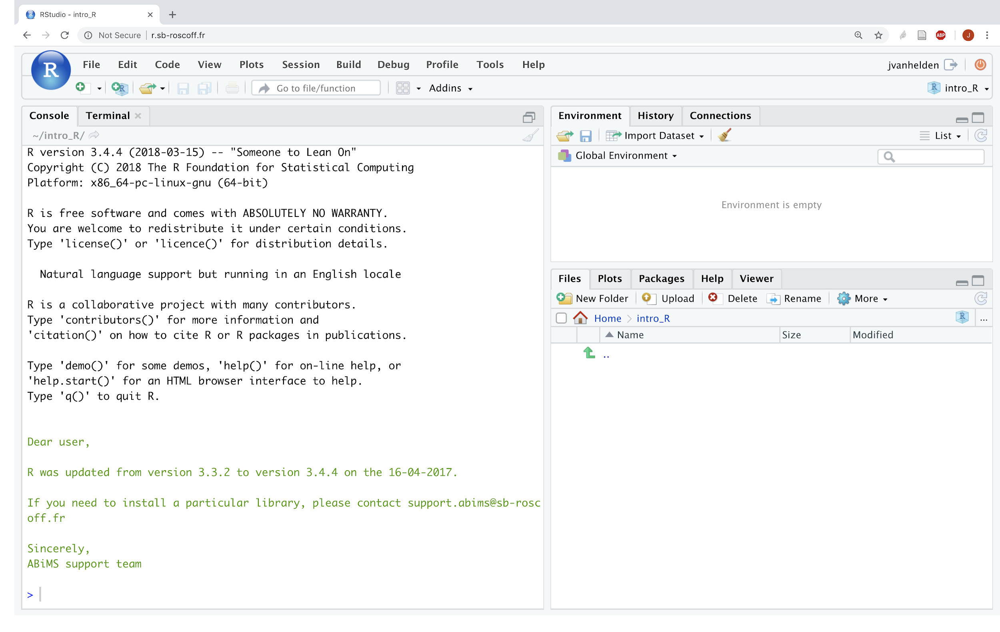 RStudio - intro_R
Not Secure | r.sb-roscoff.fr
ABP
J
R
File Edit Code View Plots Session Build Debug Profile Tools Help
jvanhelden
Go to file/function
Addins
intro_R
Console Terminal
~/intro_R/
R version 3.4.4 (2018-03-15) -- "Someone to Lean On"
Copyright (C) 2018 The R Foundation for Statistical Computing
Platform: x86_64-pc-linux-gnu (64-bit)
R is free software and comes with ABSOLUTELY NO WARRANTY.
You are welcome to redistribute it under certain conditions.
Type 'license()' or 'licence()' for distribution details.
Natural language support but running in an English locale
R is a collaborative project with many contributors.
Type 'contributors()' for more information and
'citation()' on how to cite R or R packages in publications.
Type 'demo()' for some demos, 'help()' for on-line help, or
'help.start()' for an HTML browser interface to help.
Type 'q()' to quit R.
Dear user,
R was updated from version 3.3.2 to version 3.4.4 on the 16-04-2017.
If you need to install a particular library, please contact support.abims@sb-rosc
off.fr
Sincerely,
ABiMS support team
>
Environment History Connections
Import Dataset
List
Global Environment
Environment is empty
Files Plots Packages Help Viewer
New Folder Upload Delete Rename More
Home intro_R
...
Name Size Modified
..